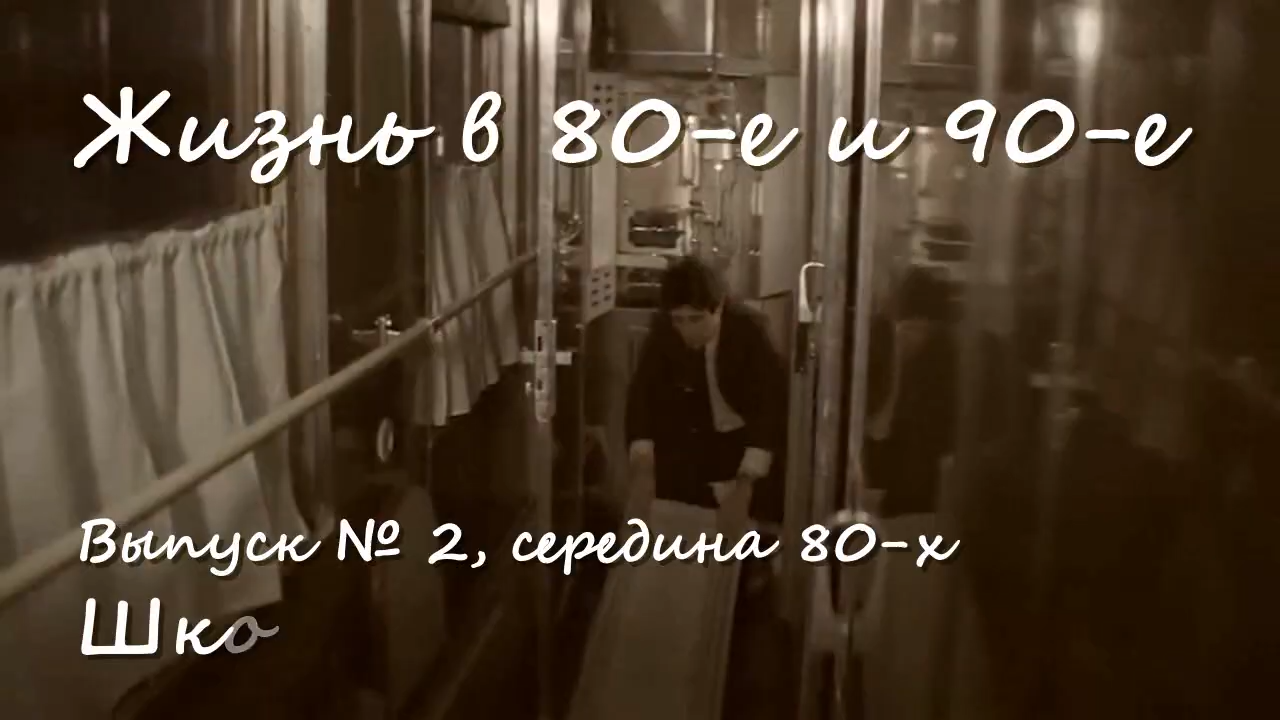 Жизнь в 80-е и 90-е
Выпуск № 2, середина 80-х
Шко